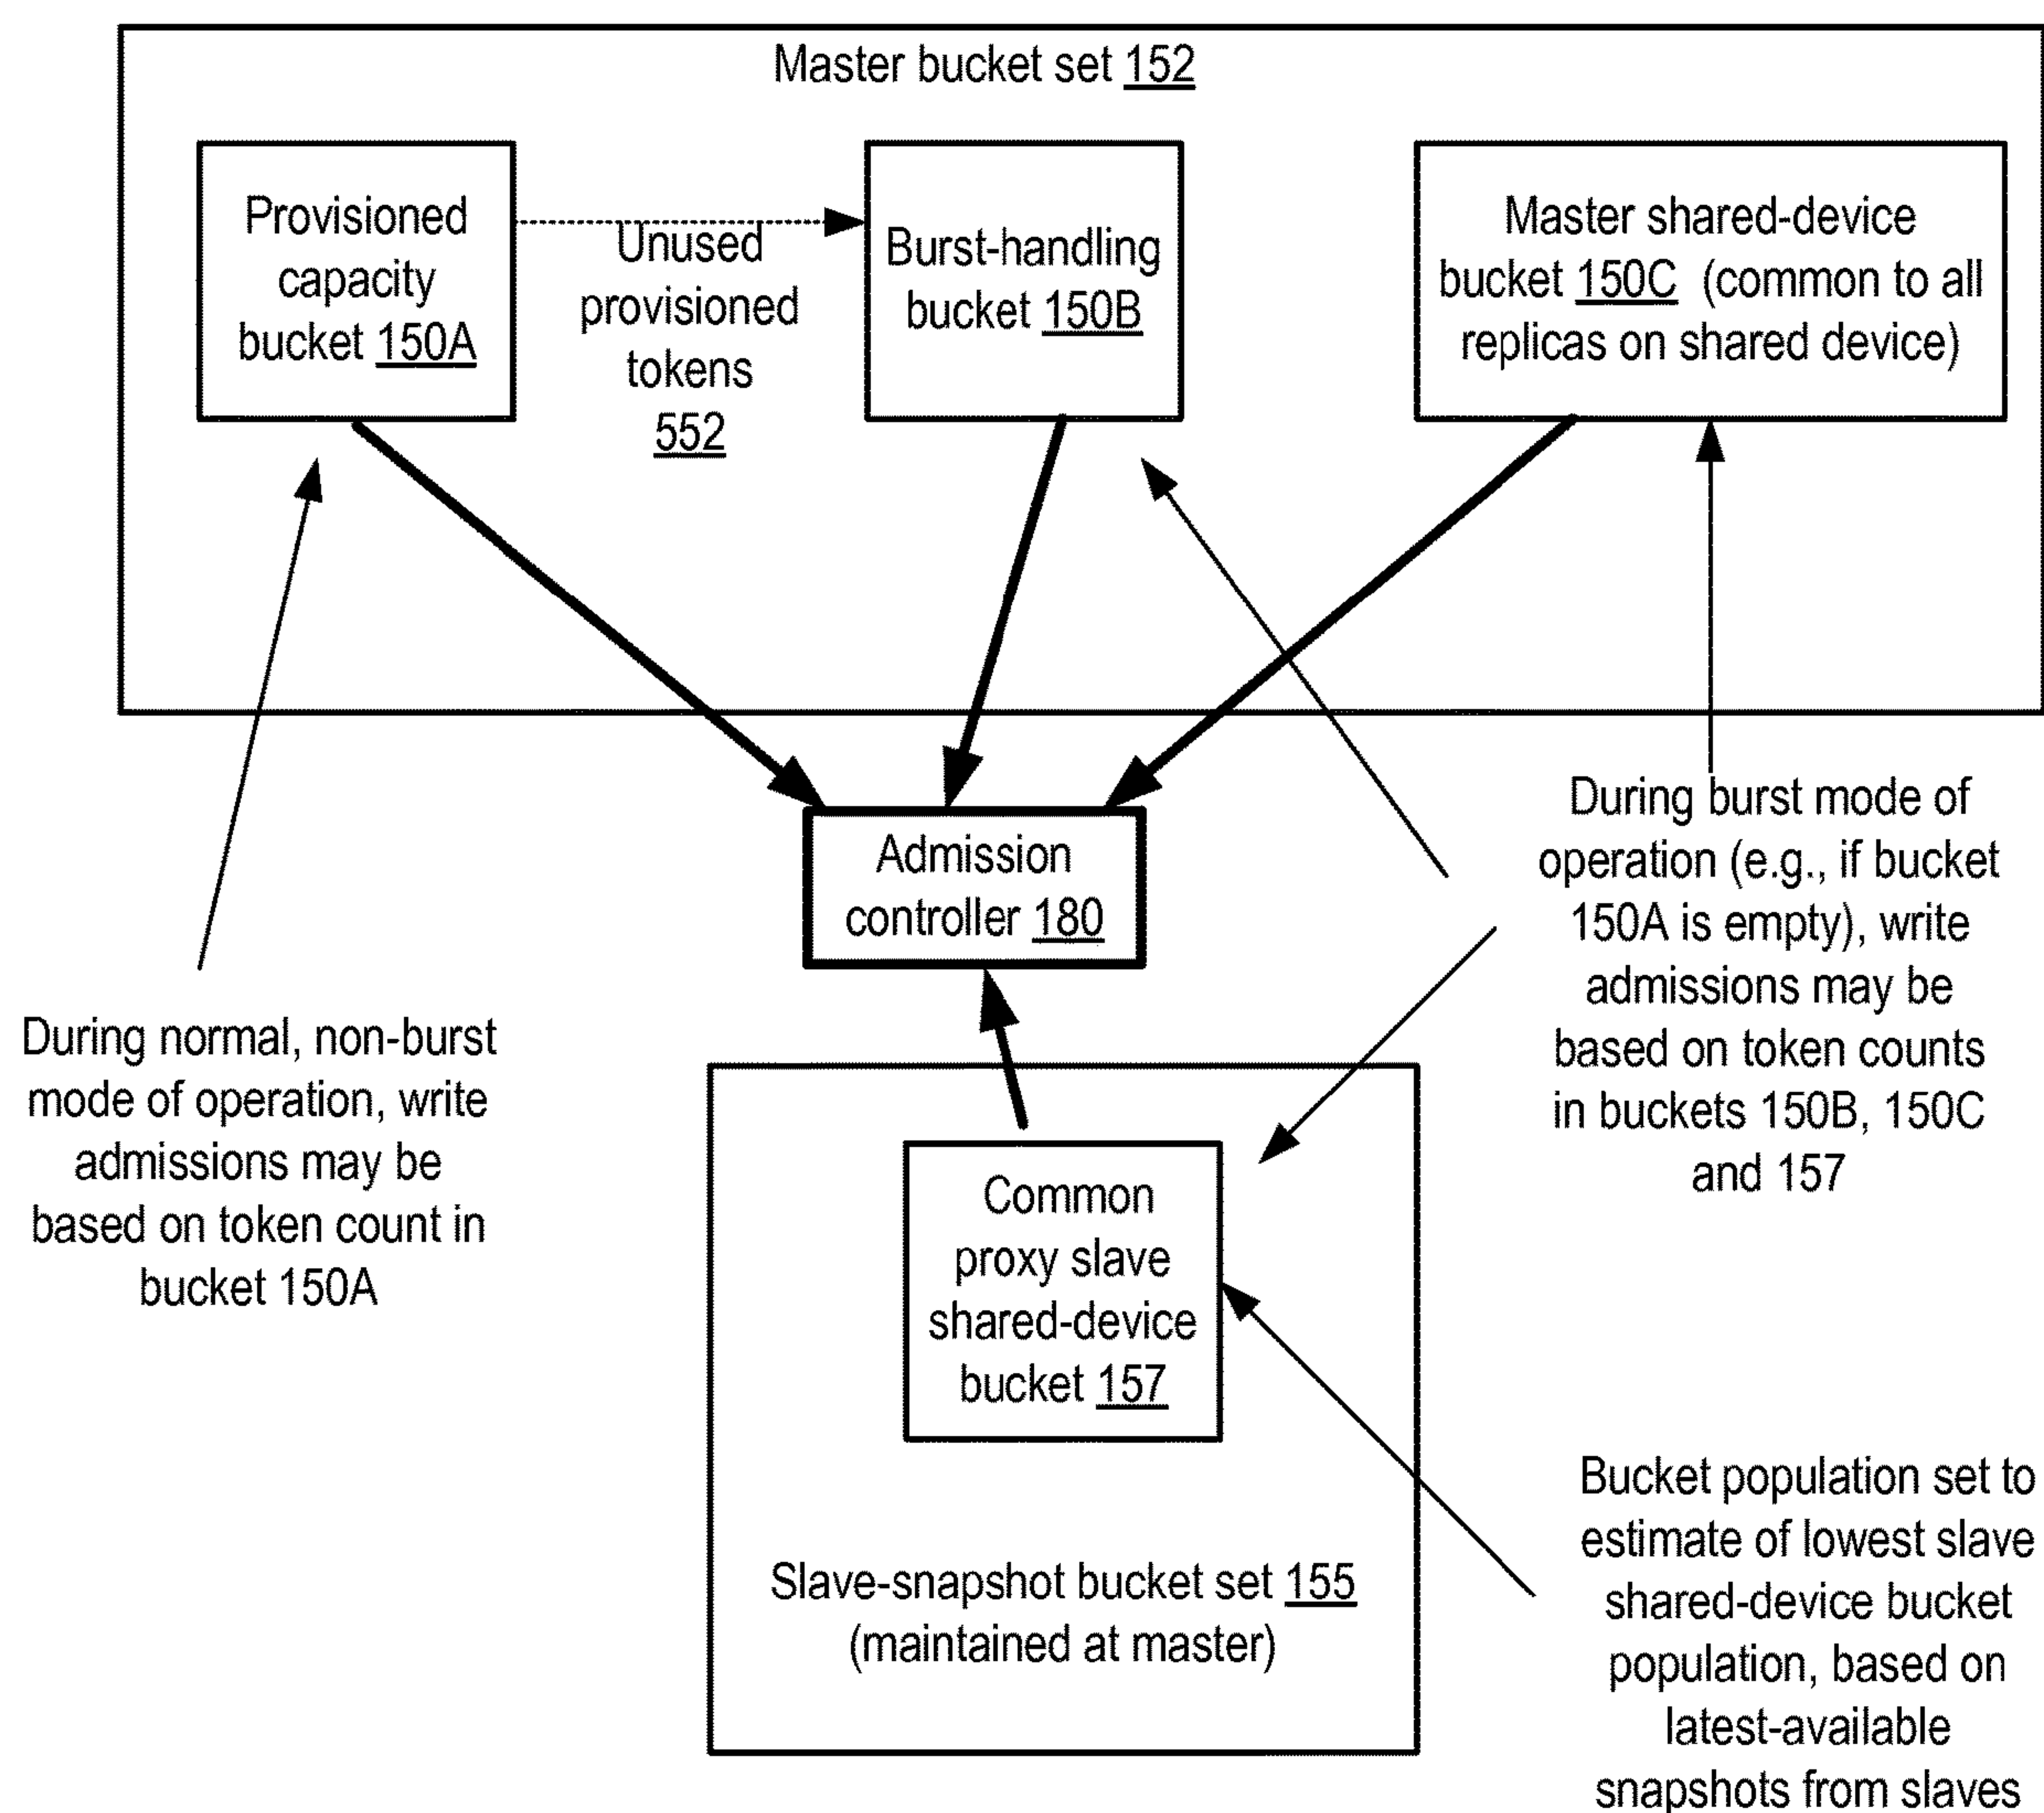 Master bucket set 152
Provisioned
capacity
bucket 150A
Unused
provisioned
tokens
552
Burst-handling
bucket 150B
Master shared-device
bucket 150C (common to all
replicas on shared device)
Admission
controller 180
During normal, non-burst
mode of operation, write
admissions may be
based on token count in
bucket 150A
During burst mode of
operation (e.g., if bucket
150A is empty), write
admissions may be
based on token counts
in buckets 150B, 150C
and 157
Common
proxy slave
shared-device
bucket 157
Slave-snapshot bucket set 155
(maintained at master)
Bucket population set to
estimate of lowest slave
shared-device bucket
population, based on
latest-available
snapshots from slaves